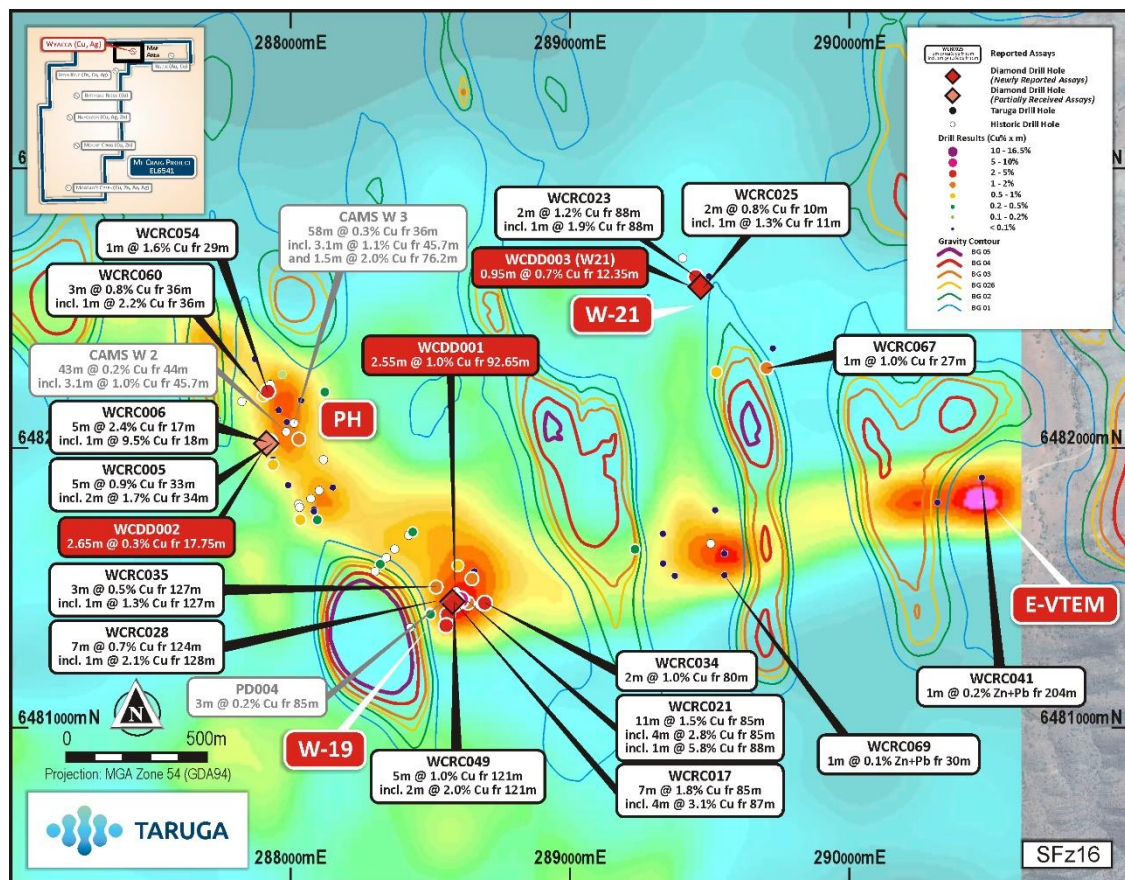 288000mE
289000mE
290000mE
WYACCA (CU, AG)
MAP AREA
MT CRAIG PROJECT
EL6541
WCR025
Reported Assays
Diamond Drill Hole
(Newly Reported Assays)
Diamond Drill Hole
(Partially Received Assays)
Taruga Drill Hole
Historic Drill Hole
Drill Results (Cu% x m)
10 - 16.5%
5 - 10%
2 - 5%
1 - 2%
0.5 - 1%
0.2 - 0.5%
0.1 - 0.2%
< 0.1%
Gravity Contour
BG 05
BG 04
BG 03
BG 026
BG 02
BG 01
WCRC054
1m @ 1.6% Cu fr 29m
CAMS W 3
58m @ 0.3% Cu fr 36m
incl. 3.1m @ 1.1% Cu fr 45.7m
and 1.5m @ 2.0% Cu fr 76.2m
WCRC023
2m @ 1.2% Cu fr 88m
incl. 1m @ 1.9% Cu fr 88m
WCRC025
2m @ 0.8% Cu fr 10m
incl. 1m @ 1.3% Cu fr 11m
WCRC060
3m @ 0.8% Cu fr 36m
incl. 1m @ 2.2% Cu fr 36m
WCDD003 (W21)
0.95m @ 0.7% Cu fr 12.35m
W-21
CAMS W 2
43m @ 0.2% Cu fr 44m
incl. 3.1m @ 1.0% Cu fr 45.7m
WCDD001
2.55m @ 1.0% Cu fr 92.65m
WCRC067
1m @ 1.0% Cu fr 27m
PH
WCRC006
5m @ 2.4% Cu fr 17m
incl. 1m @ 9.5% Cu fr 18m
6482
6482000mN
WCRC005
5m @ 0.9% Cu fr 33m
incl. 2m @ 1.7% Cu fr 34m
WCDD002
2.65m @ 0.3% Cu fr 17.75m
WCRC035
3m @ 0.5% Cu fr 127m
incl. 1m @ 1.3% Cu fr 127m
E-VTEM
WCRC028
7m @ 0.7% Cu fr 124m
incl. 1m @ 2.1% Cu fr 128m
WCRC034
2m @ 1.0% Cu fr 80m
WCRC041
1m @ 0.2% Zn+Pb fr 204m
PD004
3m @ 0.2% Cu fr 85m
WCRC021
11m @ 1.5% Cu fr 85m
incl. 4m @ 2.8% Cu fr 85m
incl. 1m @ 5.8% Cu fr 88m
6481000mN
6481000mN
N
W-19
WCRC069
1m @ 0.1% Zn+Pb fr 30m
0 500m
Projection: MGA Zone 54 (GDA94)
WCRC049
5m @ 1.0% Cu fr 121m
incl. 2m @ 2.0% Cu fr 121m
WCRC017
7m @ 1.8% Cu fr 85m
incl. 4m @ 3.1% Cu fr 87m
TARUGA
288000mE
289000mE
290000mE
SFz16